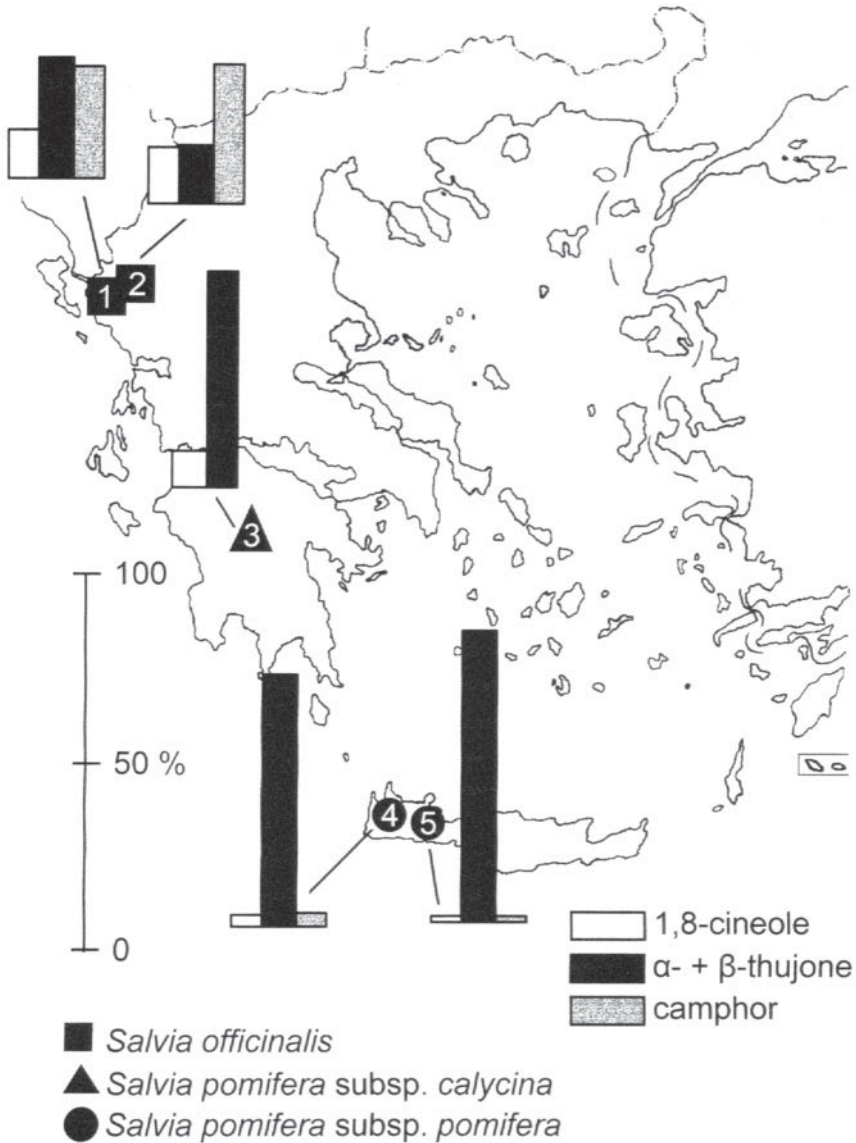 1
2
3
100
50 %
4
5
0
1,8-cineole
α- + β-thujone
camphor
Salvia officinalis
Salvia pomifera subsp. calycina
Salvia pomifera subsp. pomifera